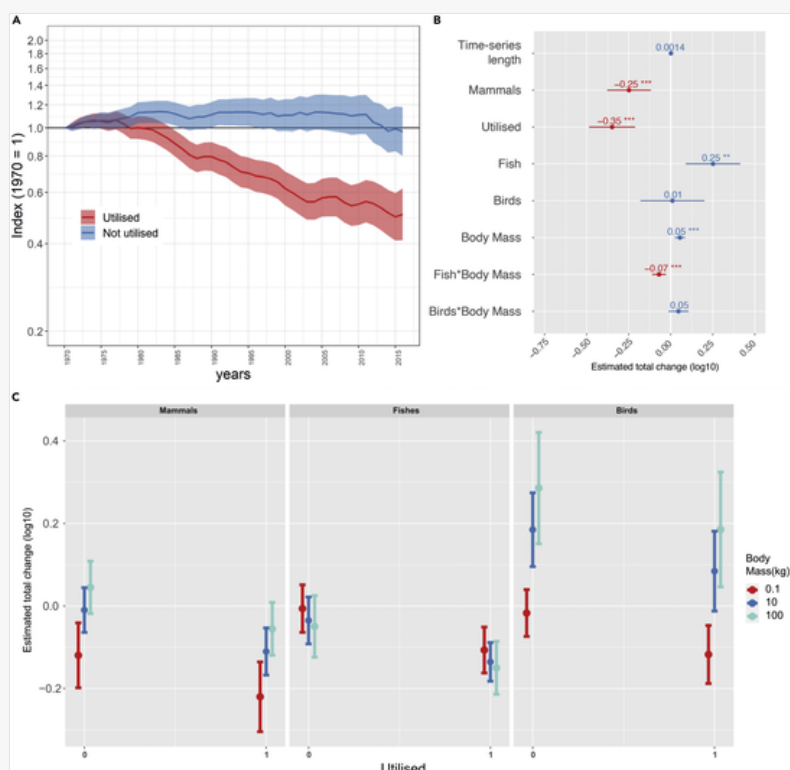 A
Index (1970 = 1)
2.0
1.8
1.6
1.4
1.2
1.0
0.8
0.6
0.4
0.2
Utilised
Not utilised
1970
1975
1980
1985
1990
1995
2000
2005
2010
2015
years
B
Time-series
length
Mammals
Utilised
Fish
Birds
Body Mass
Fish*Body Mass
Birds*Body Mass
0.0014
−0.25 ***
−0.35 ***
0.25 **
0.01
0.05 ***
−0.07 ***
0.05
−0.75
−0.50
−0.25
0.00
0.25
0.50
Estimated total change (log10)
C
Mammals
Fishes
Birds
Estimated total change (log10)
0.4
0.2
0.0
−0.2
0
1
0
1
0
1
Utilised
Body
Mass(kg)
0.1
10
100